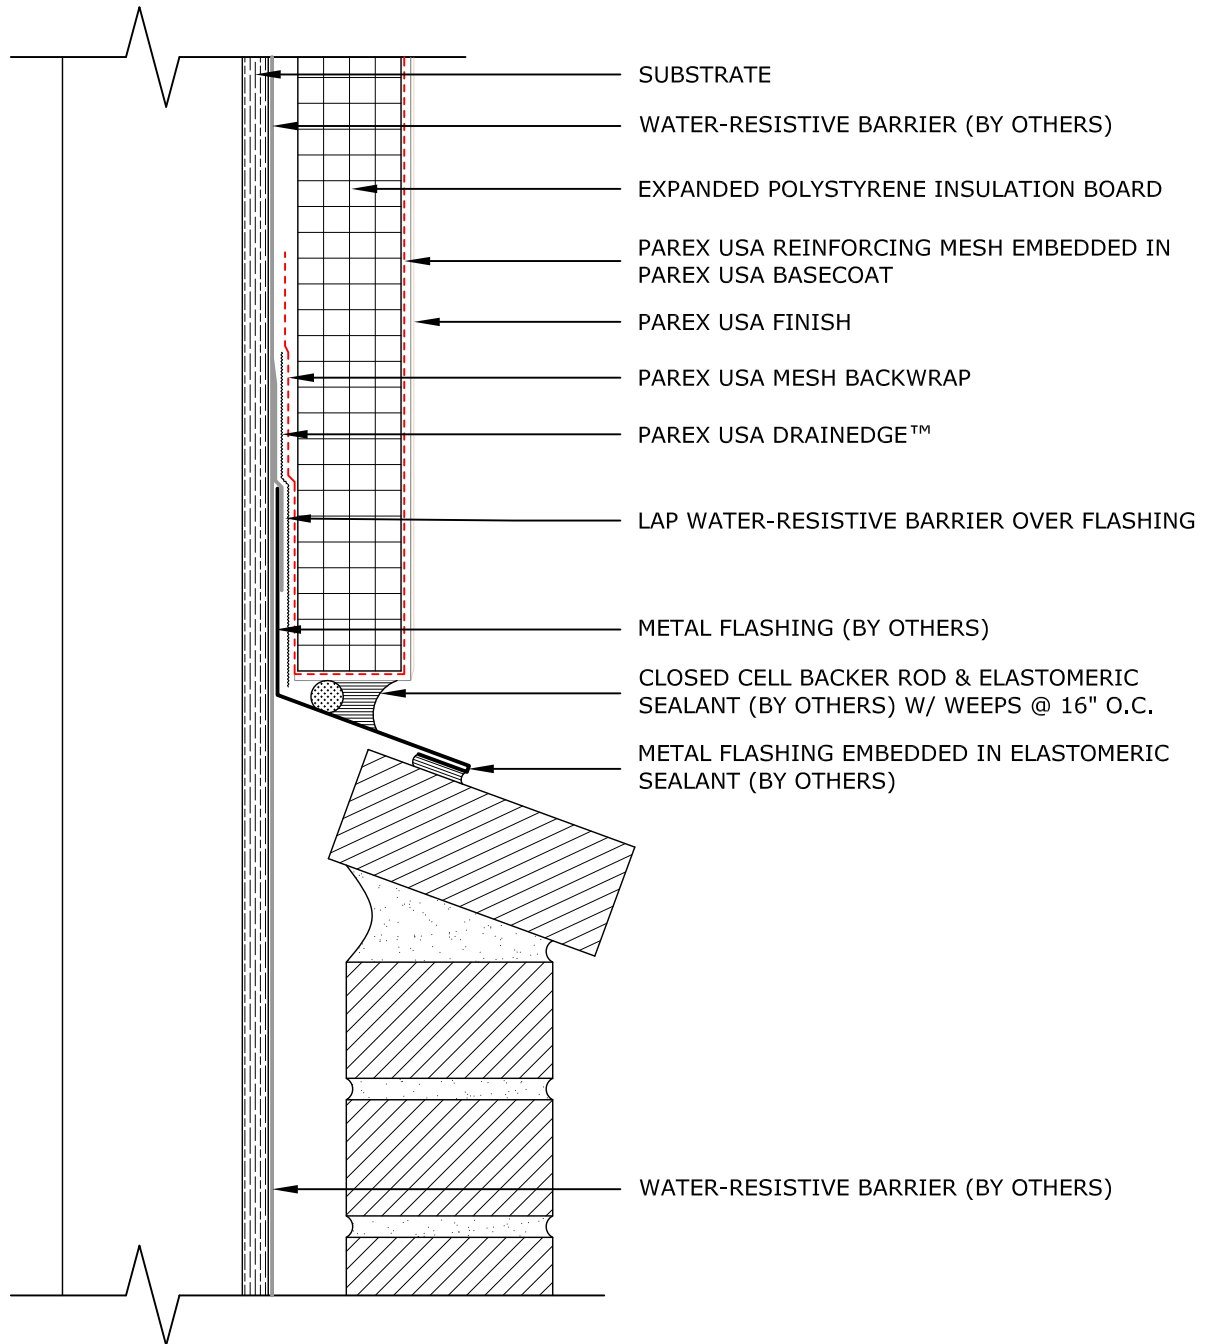 SUBSTRATE
WATER-RESISTIVE BARRIER (BY OTHERS)
EXPANDED POLYSTYRENE INSULATION BOARD
PAREX USA REINFORCING MESH EMBEDDED IN
PAREX USA BASECOAT
PAREX USA FINISH
PAREX USA MESH BACKWRAP
PAREX USA DRAINEDGE™
LAP WATER-RESISTIVE BARRIER OVER FLASHING
METAL FLASHING (BY OTHERS)
CLOSED CELL BACKER ROD & ELASTOMERIC
SEALANT (BY OTHERS) W/ WEEPS @ 16" O.C.
METAL FLASHING EMBEDDED IN ELASTOMERIC
SEALANT (BY OTHERS)
WATER-RESISTIVE BARRIER (BY OTHERS)